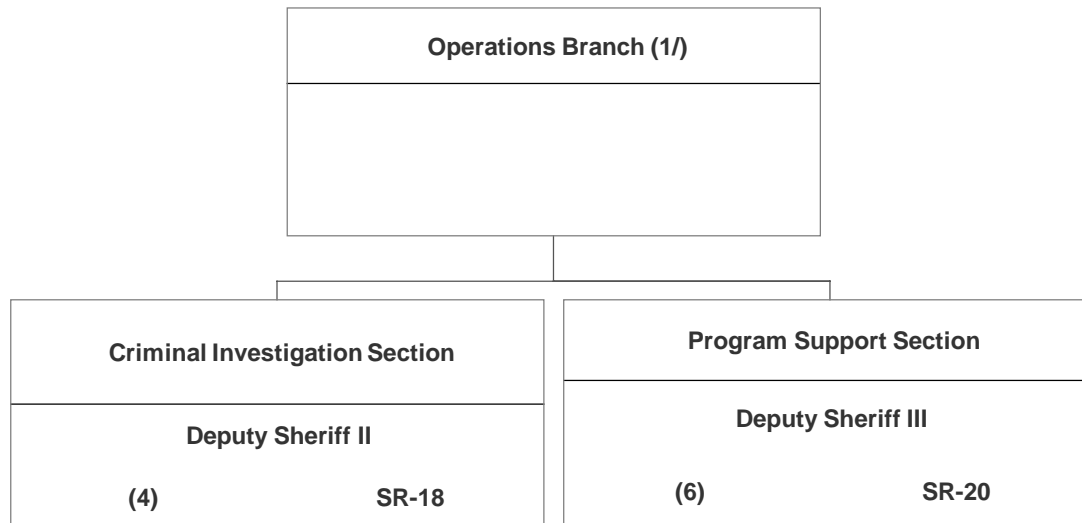 Operations Branch (1/)
Criminal Investigation Section
Deputy Sheriff II
(4) SR-18
Program Support Section
Deputy Sheriff III
(6) SR-20